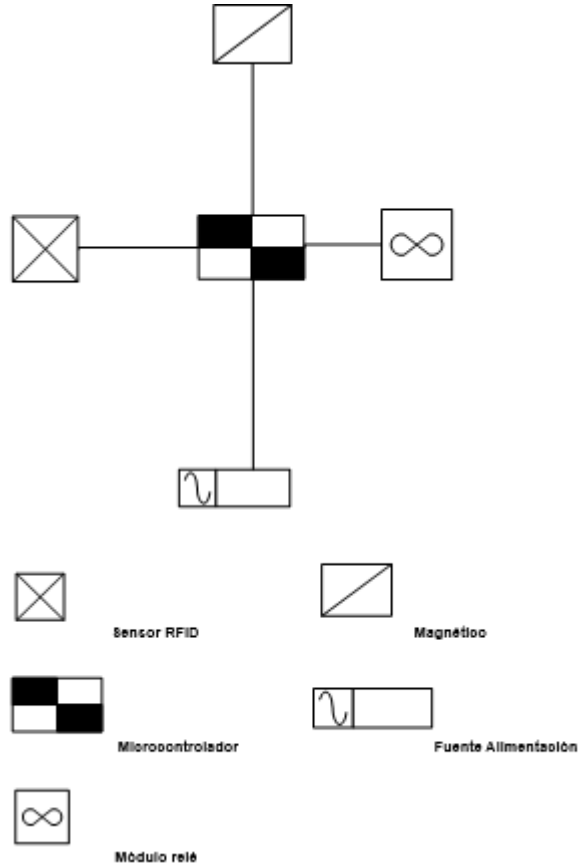 Sensor RFID
Magnético
Microcontrolador
Fuente Alimentación
Módulo relé